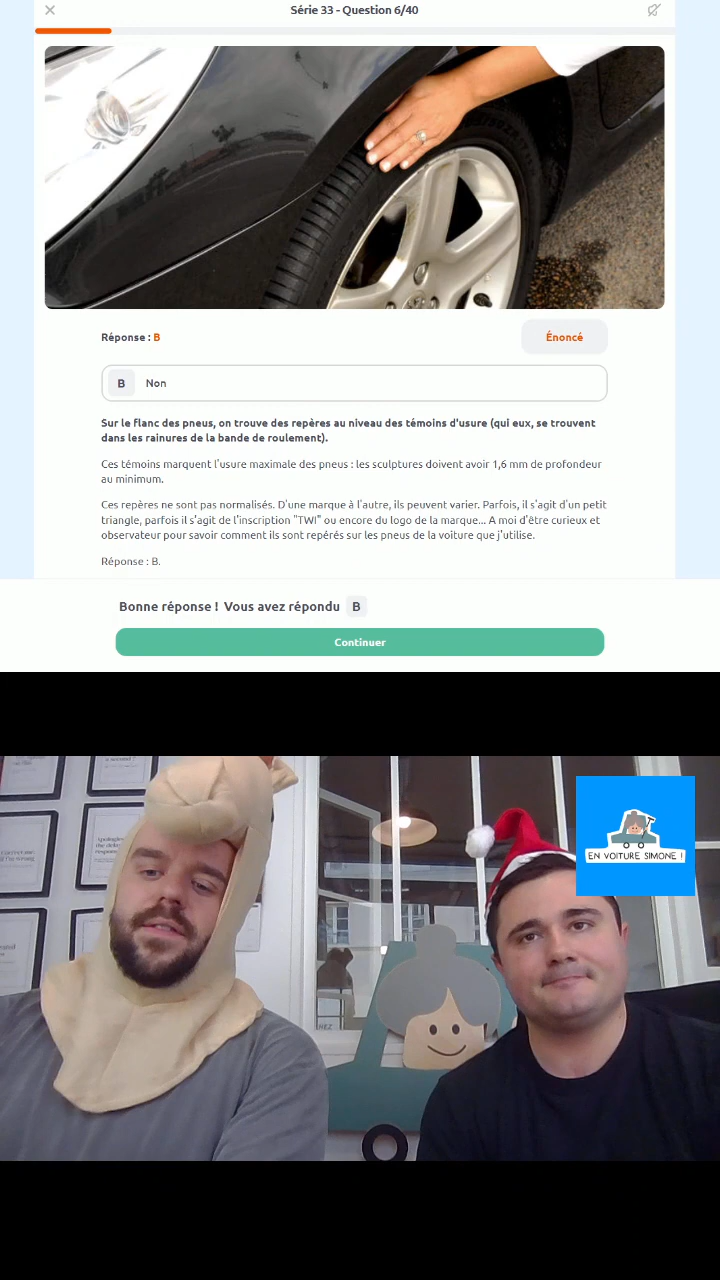 Série 33 - Question 6/40
Réponse : B
Énoncé
B Non
Sur le flanc des pneus, on trouve des repères au niveau des témoins d'usure (qui eux, se trouvent
dans les rainures de la bande de roulement).
Ces témoins marquent l'usure maximale des pneus : les sculptures doivent avoir 1,6 mm de profondeur
au minimum.
Ces repères ne sont pas normalisés. D'une marque à l'autre, ils peuvent varier. Parfois, il s'agit d'un petit
triangle, parfois il s'agit de l'inscription "TWI" ou encore du logo de la marque... A moi d'être curieux et
observateur pour savoir comment ils sont repérés sur les pneus de la voiture que j'utilise.
Réponse : B.
Bonne réponse ! Vous avez répondu B
Continuer
EN VOITURE SIMONE !